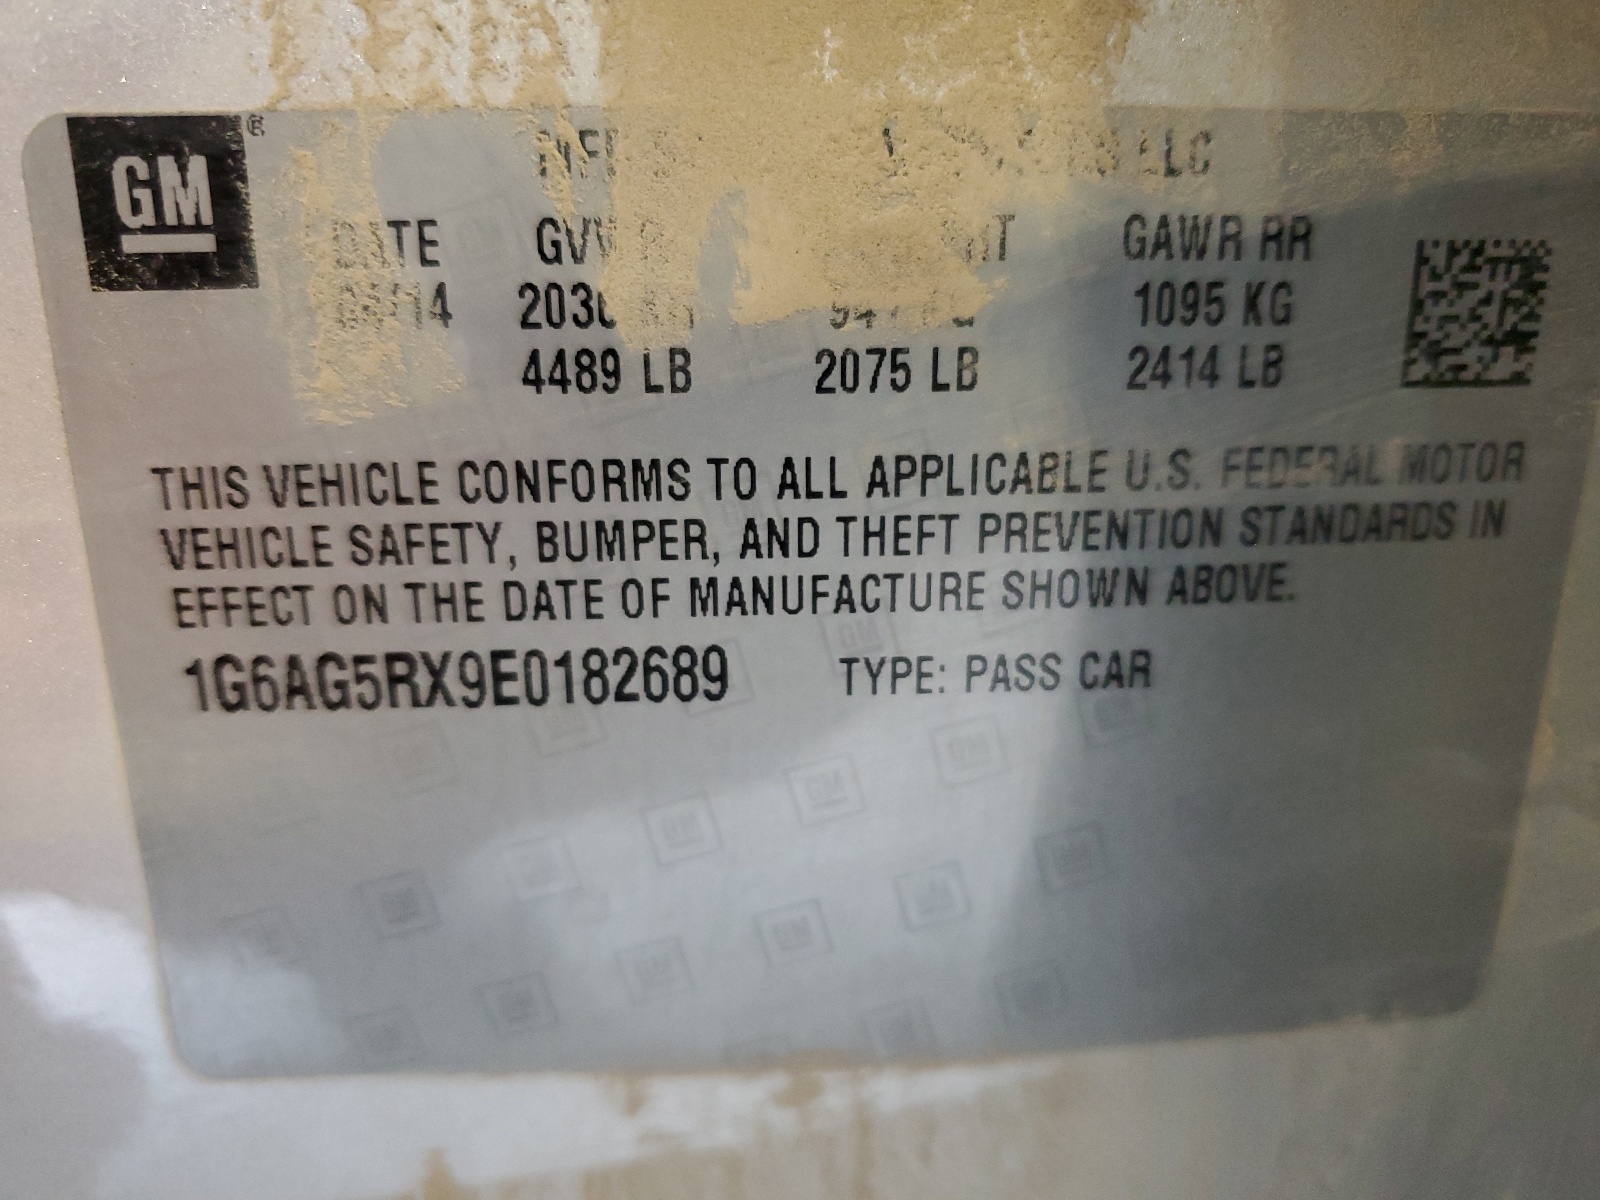 GM ®
LLC
GAWR RR
1095 KG
4489 LB 2075 LB 2414 LB
THIS VEHICLE CONFORMS TO ALL APPLICABLE U.S. FEDERAL MOTOR
VEHICLE SAFETY, BUMPER, AND THEFT PREVENTION STANDARDS IN
EFFECT ON THE DATE OF MANUFACTURE SHOWN ABOVE.
1G6AG5RX9E0182689 TYPE: PASS CAR